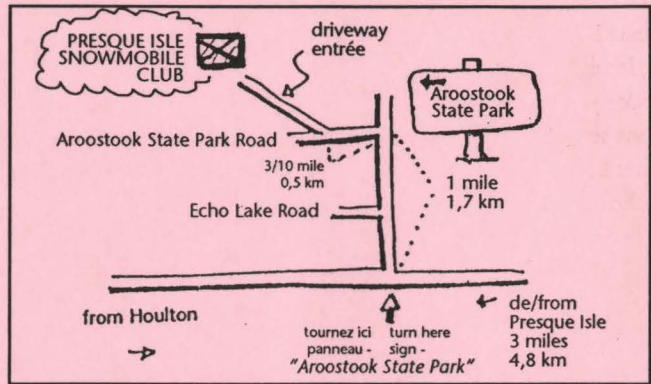 PRESQUE ISLE
SNOWMOBILE
CLUB
driveway
entrée
Aroostook
State Park
Aroostook State Park Road
3/10 mile
0,5 km
1 mile
1,7 km
Echo Lake Road
from Houlton
tournez ici
panneau -
turn here
sign -
"Aroostook State Park"
de/from
Presque Isle
3 miles
4,8 km